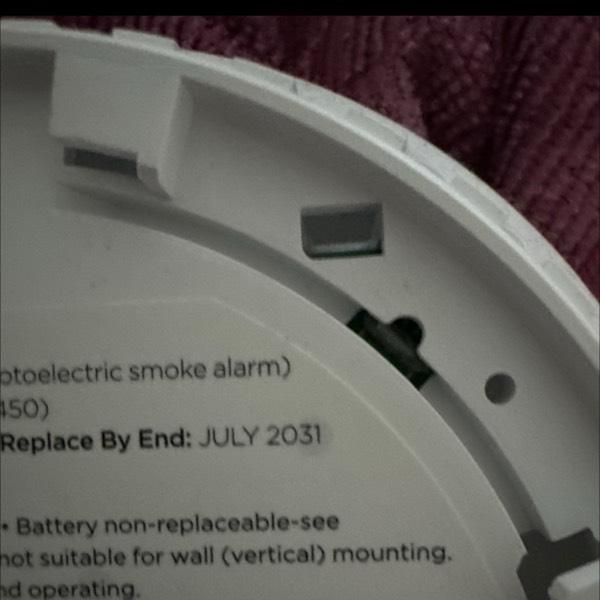 otoelectric smoke alarm)
450)
Replace By End: JULY 2031
• Battery non-replaceable-see
not suitable for wall (vertical) mounting.
nd operating.